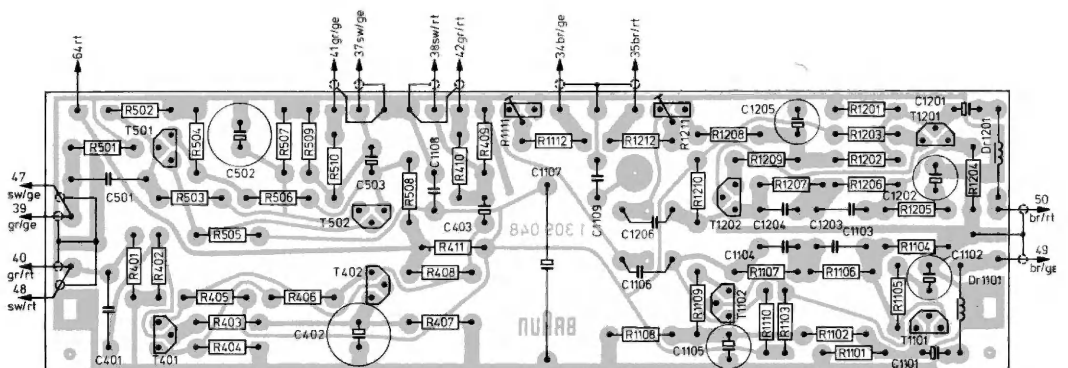 64rt
41gr/ge
37sw/ge
38sw/rt
42gr/rt
34br/ge
35br/rt
R502
T501
R504
C502
R507
R509
R510
C503
C1108
R410
R409
R1111
R1112
R1212
R1211
R1208
C1205
R1201
C1201
T1201
Dr1201
R501
R1203
R1209
R1202
R1204
47
sw/ge
C501
R503
R506
R508
C1107
C1109
R1210
R1207
R1206
C1202
39
gr/ge
T502
C403
C1206
T1202
C1204
C1203
R1205
50
br/rt
R505
1 309 048
R411
C1104
C1103
R1104
49
br/ge
40
gr/rt
R401
R402
T402
R408
C1106
R1107
R1106
C1102
48
sw/rt
R405
R406
R1109
T1102
R1110
R1103
R1105
Dr1101
R403
C402
R407
BRAUN
R1108
R1102
T1101
C401
T401
R404
C1105
R1101
C1101